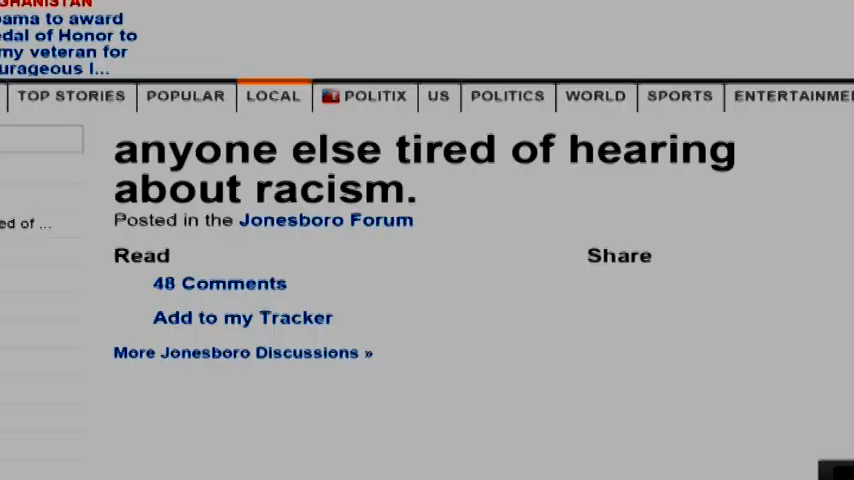 GHANISTAN
ama to award
dal of Honor to
my veteran for
urageous I...
TOP STORIES POPULAR LOCAL POLITIX US POLITICS WORLD SPORTS ENTERTAINME
anyone else tired of hearing
about racism.
Posted in the Jonesboro Forum
ed of ...
Read Share
48 Comments
Add to my Tracker
More Jonesboro Discussions »